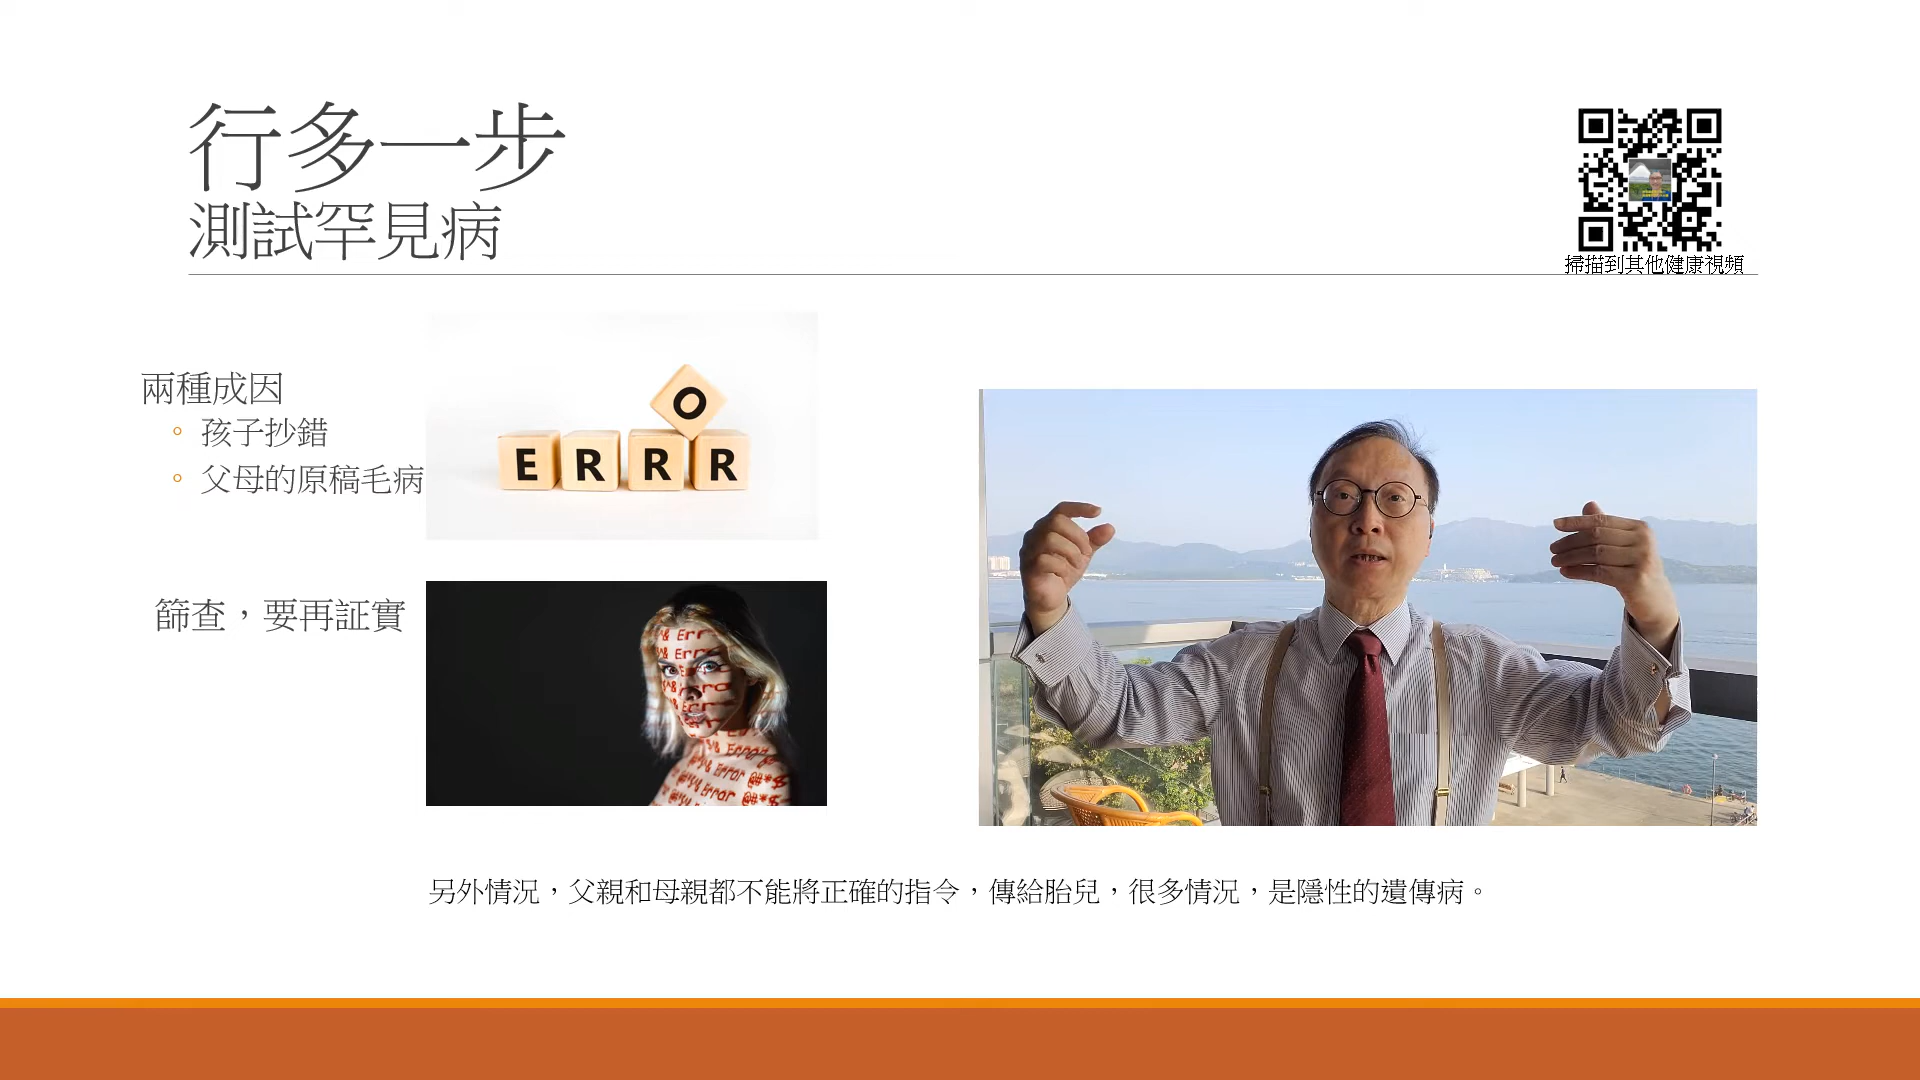 行多一步
測試罕見病
掃描到其他健康視頻
兩種成因
孩子抄錯
父母的原稿毛病
O
ERRR
篩查，要再証實
& Err
& Erro
& Error @#*$
另外情況，父親和母親都不能將正確的指令，傳給胎兒，很多情況，是隱性的遺傳病。